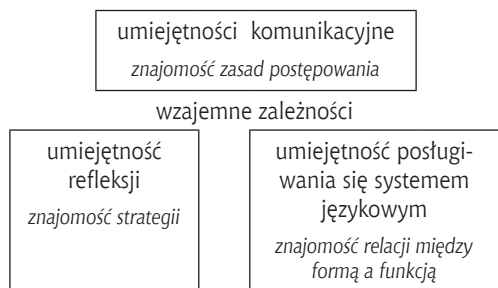 umiejętności komunikacyjne
znajomość zasad postępowania
wzajemne zależności
umiejętność
refleksji
znajomość strategii
umiejętność posługi-
wania się systemem
językowym
znajomość relacji między
formą a funkcją